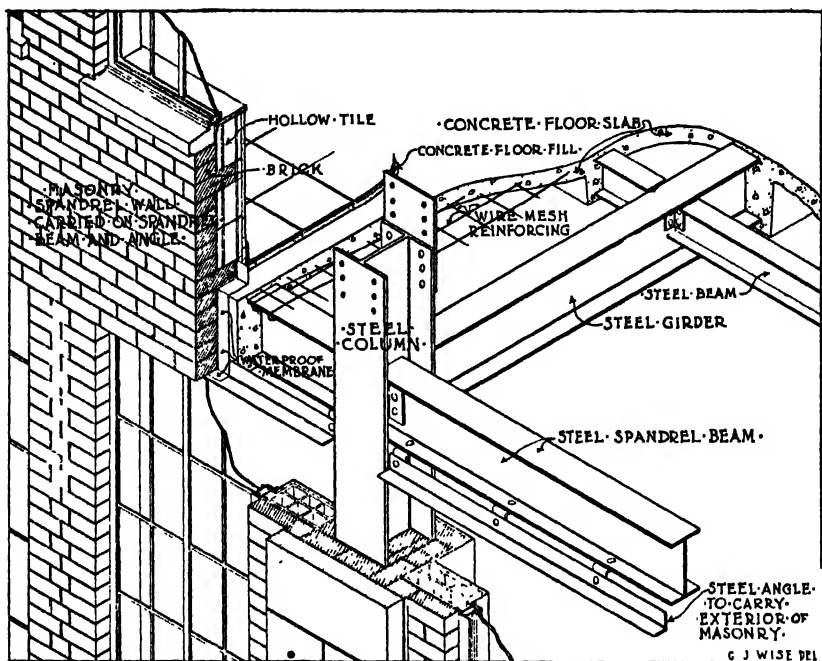 HOLLOW·TILE
·BRICK
·MASONRY·
SPANDREL·WALL·
·CARRIED·ON·SPANDREL
BEAM·AND·ANGLE·
·CONCRETE·FLOOR·SLAB·
CONCRETE·FLOOR·FILL·
WIRE·MESH
REINFORCING
STEEL·BEAM
STEEL·GIRDER
·STEEL·
COLUMN·
WATERPROOF
·MEMBRANE
STEEL·SPANDREL·BEAM·
STEEL·ANGLE·
·TO·CARRY·
EXTERIOR·OF
MASONRY·
G J WISE DEL